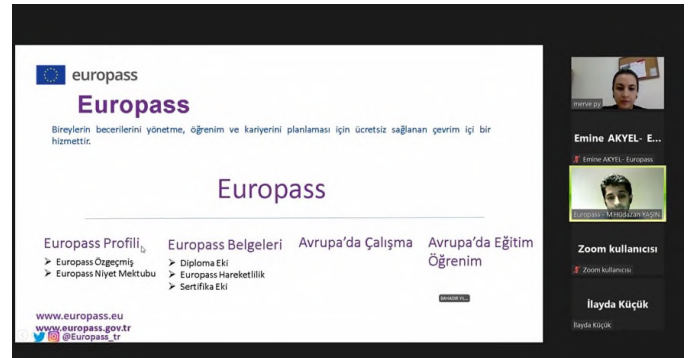 europass
Europass
Bireylerin becerilerini yönetme, öğrenim ve kariyerini planlaması için ücretsiz sağlanan çevrim içi bir
hizmettir.
Europass
Europass Profili
➤ Europass Özgeçmiş
➤ Europass Niyet Mektubu
Europass Belgeleri
➤ Diploma Eki
➤ Europass Hareketlilik
➤ Sertifika Eki
Avrupa'da Çalışma
Avrupa'da Eğitim
Öğrenim
BAHADIR YIL...
www.europass.eu
www.europass.gov.tr
@Europass_tr
merve py
Emine AKYEL- E...
Emine AKYEL- Europass
Europass - M.Hüdazan YAŞIN
Zoom kullanıcısı
Zoom kullanıcısı
İlayda Küçük
İlayda Küçük